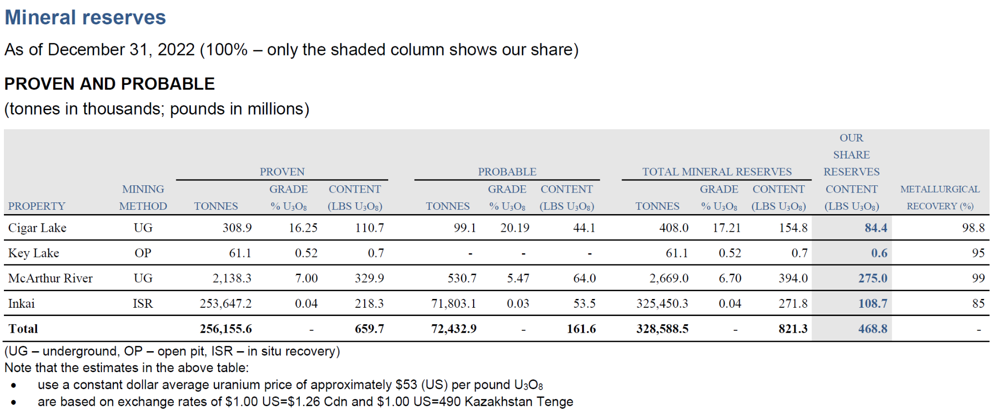 Mineral reserves
As of December 31, 2022 (100% – only the shaded column shows our share)
PROVEN AND PROBABLE
(tonnes in thousands; pounds in millions)
OUR
SHARE
PROVEN PROBABLE TOTAL MINERAL RESERVES RESERVES
MINING GRADE CONTENT GRADE CONTENT GRADE CONTENT CONTENT METALLURGICAL
PROPERTY METHOD TONNES % U₃O₈ (LBS U₃O₈) TONNES % U₃O₈ (LBS U₃O₈) TONNES % U₃O₈ (LBS U₃O₈) (LBS U₃O₈) RECOVERY (%)
Cigar Lake UG 308.9 16.25 110.7 99.1 20.19 44.1 408.0 17.21 154.8 84.4 98.8
Key Lake OP 61.1 0.52 0.7 - - - 61.1 0.52 0.7 0.6 95
McArthur River UG 2,138.3 7.00 329.9 530.7 5.47 64.0 2,669.0 6.70 394.0 275.0 99
Inkai ISR 253,647.2 0.04 218.3 71,803.1 0.03 53.5 325,450.3 0.04 271.8 108.7 85
Total 256,155.6 - 659.7 72,432.9 - 161.6 328,588.5 - 821.3 468.8 -
(UG – underground, OP – open pit, ISR – in situ recovery)
Note that the estimates in the above table:
• use a constant dollar average uranium price of approximately $53 (US) per pound U₃O₈
• are based on exchange rates of $1.00 US=$1.26 Cdn and $1.00 US=490 Kazakhstan Tenge